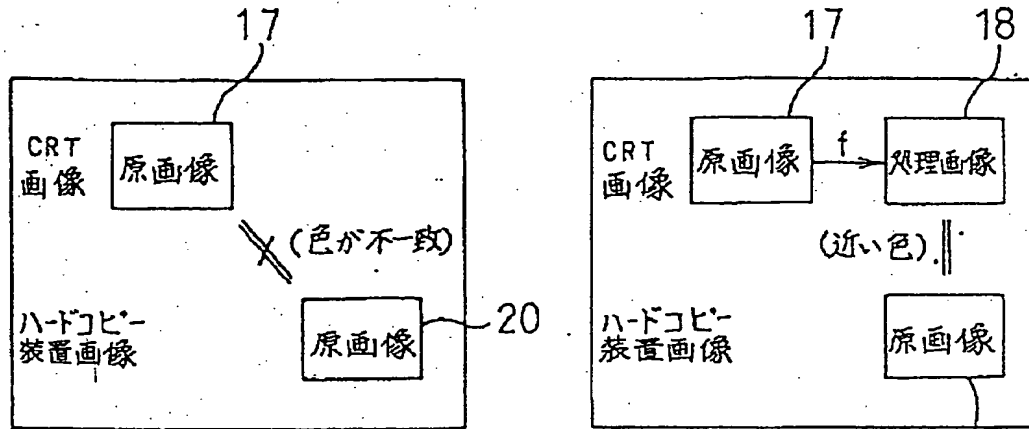 17
CRT
画像
原画像
(色が不一致)
ハードコピー
装置画像
原画像
20
17
18
CRT
画像
原画像
f
処理画像
(近い色)
ハードコピー
装置画像
原画像